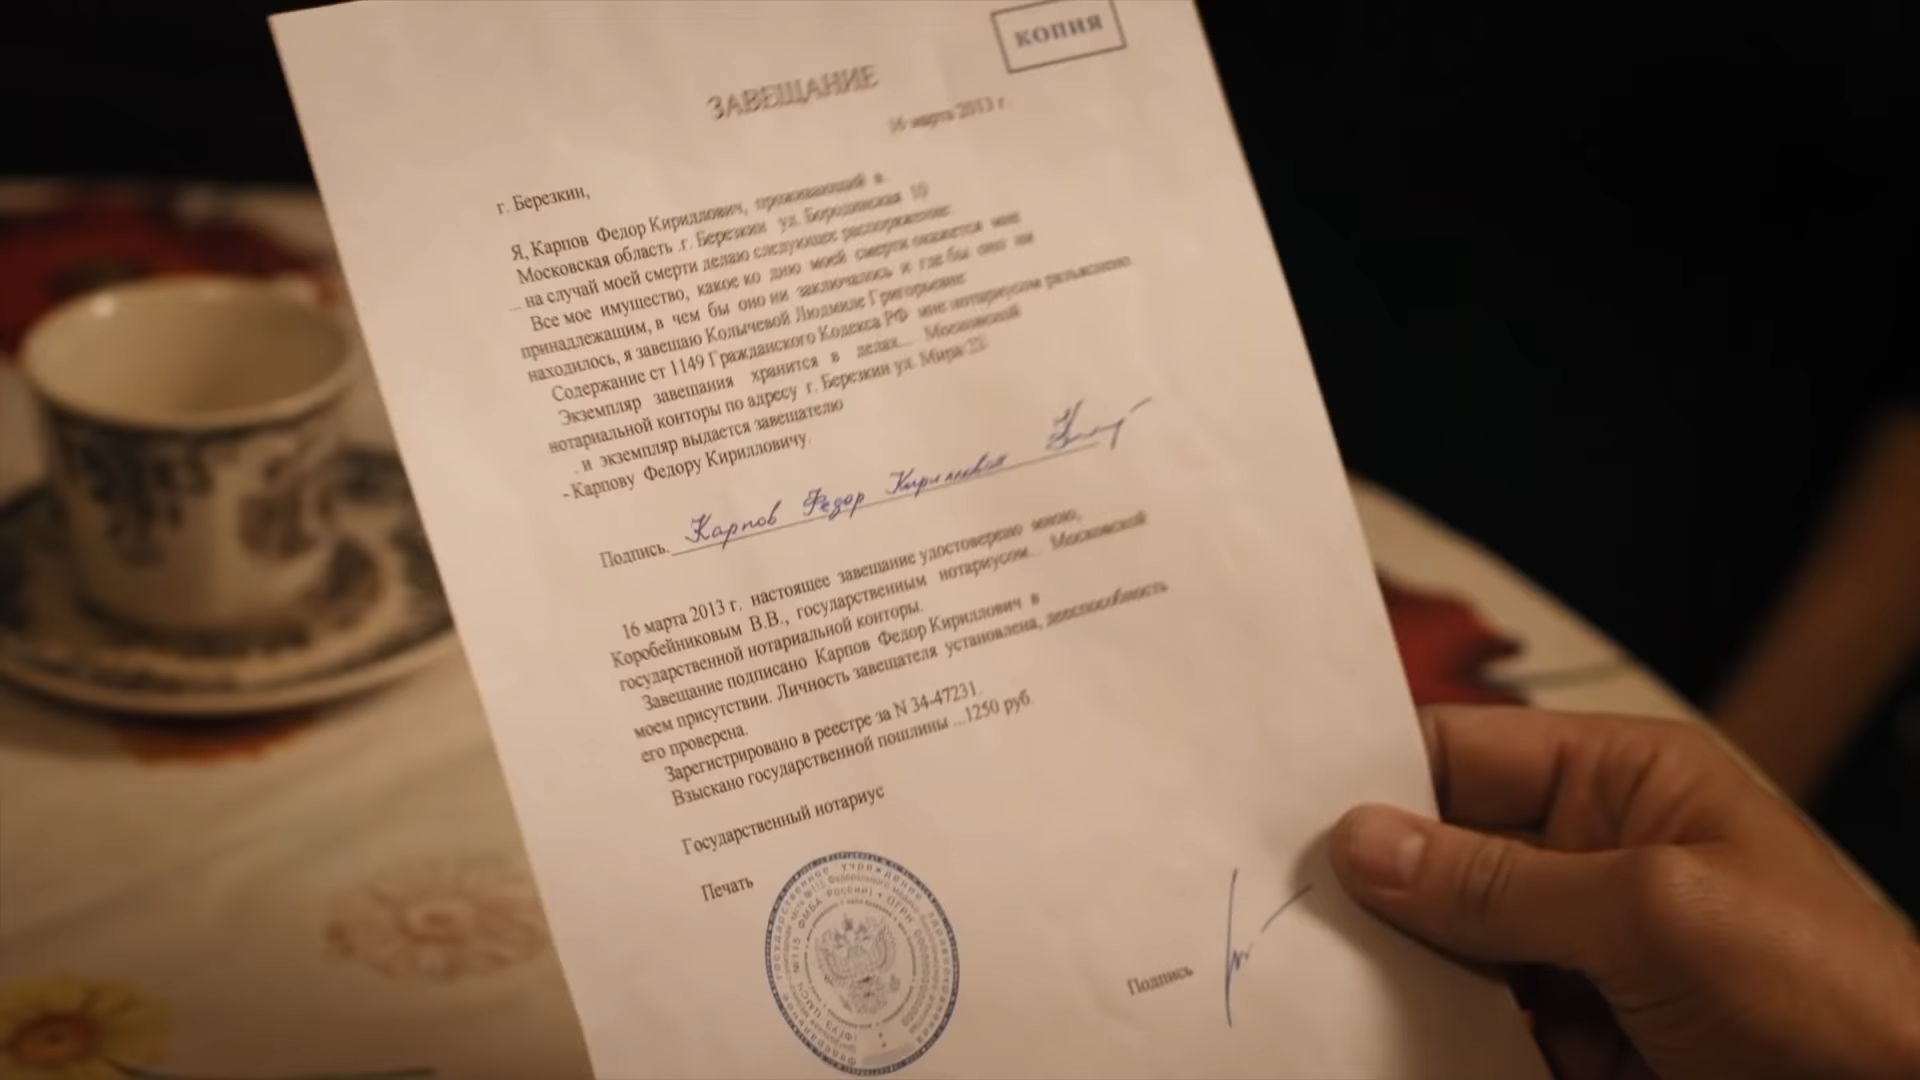 КОПИЯ
ЗАВЕЩАНИЕ
16 марта 2013 г.
г. Березкин,
Я, Карпов Федор Кириллович, проживающий в.
Московская область .г. Березкин ул. Бородинская 10
... на случай моей смерти делаю следующее распоряжение:
Все мое имущество, какое ко дню моей смерти окажется мне
принадлежащим, в чем бы оно ни заключалось и где бы оно ни
находилось, я завещаю Колычевой Людмиле Григорьевне
Содержание ст 1149 Гражданского Кодекса РФ мне нотариусом разъяснено
Экземпляр завещания хранится в делах... Московской
нотариальной конторы по адресу г. Березкин ул. Мира 22
. и экземпляр выдается завещателю
- Карпову Федору Кирилловичу.
Подпись. Карпов Федор Кириллович
16 марта 2013 г. настоящее завещание удостоверено мною,
Коробейниковым В.В., государственным нотариусом... Московской
государственной нотариальной конторы.
Завещание подписано Карпов Федор Кириллович в
моем присутствии. Личность завещателя установлена, дееспособность
его проверена.
Зарегистрировано в реестре за N 34-47231.
Взыскано государственной пошлины ...1250 руб.
Государственный нотариус
Печать
Подпись